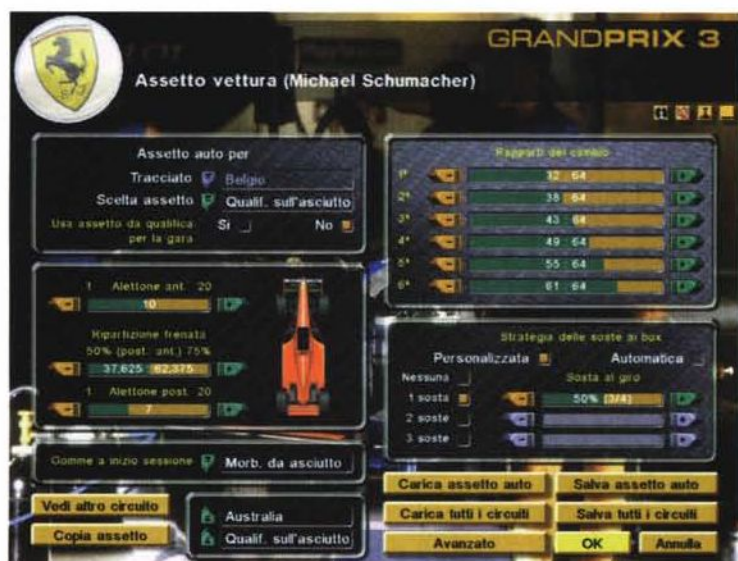 GRANDPRIX 3
Assetto vettura (Michael Schumacher)
Assetto auto per
Tracciato Belgio
Scelta assetto Qualif. sull'asciutto
Usa assetto da qualifica per la gara Si No
1 Alettone ant. 20
10
Ripartizione frenata
50% (post. ant.) 75%
37,625 62,375
1 Alettone post. 20
7
Gomme a inizio sessione Morb. da asciutto
Vedi altro circuito
Copia assetto
Australia
Qualif. sull'asciutto
Rapporti del cambio
1ª 32 : 64
2ª 38 : 64
3ª 43 : 64
4ª 49 : 64
5ª 55 : 64
6ª 61 : 64
Strategia delle soste ai box
Personalizzata Automatica
Nessuna Sosta al giro
1 sosta 50% (3/4)
2 soste
3 soste
Carica assetto auto Salva assetto auto
Carica tutti i circuiti Salva tutti i circuiti
Avanzato OK Annulla